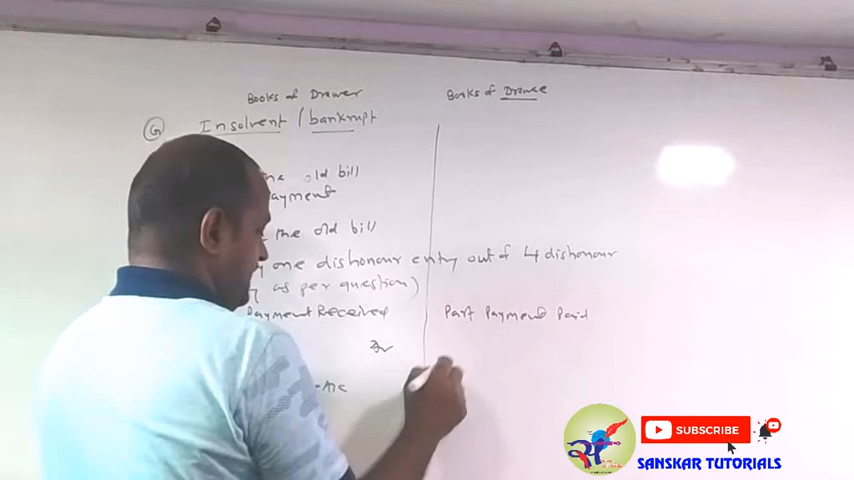 Books of Drawer
Books of Drawee
G Insolvent / bankrupt
the old bill
payment
the old bill
one dishonour entry out of 4 dishonour
as per question)
Payment Received
Part Payment Paid
Dr
A/c
SUBSCRIBE
SANSKAR TUTORIALS